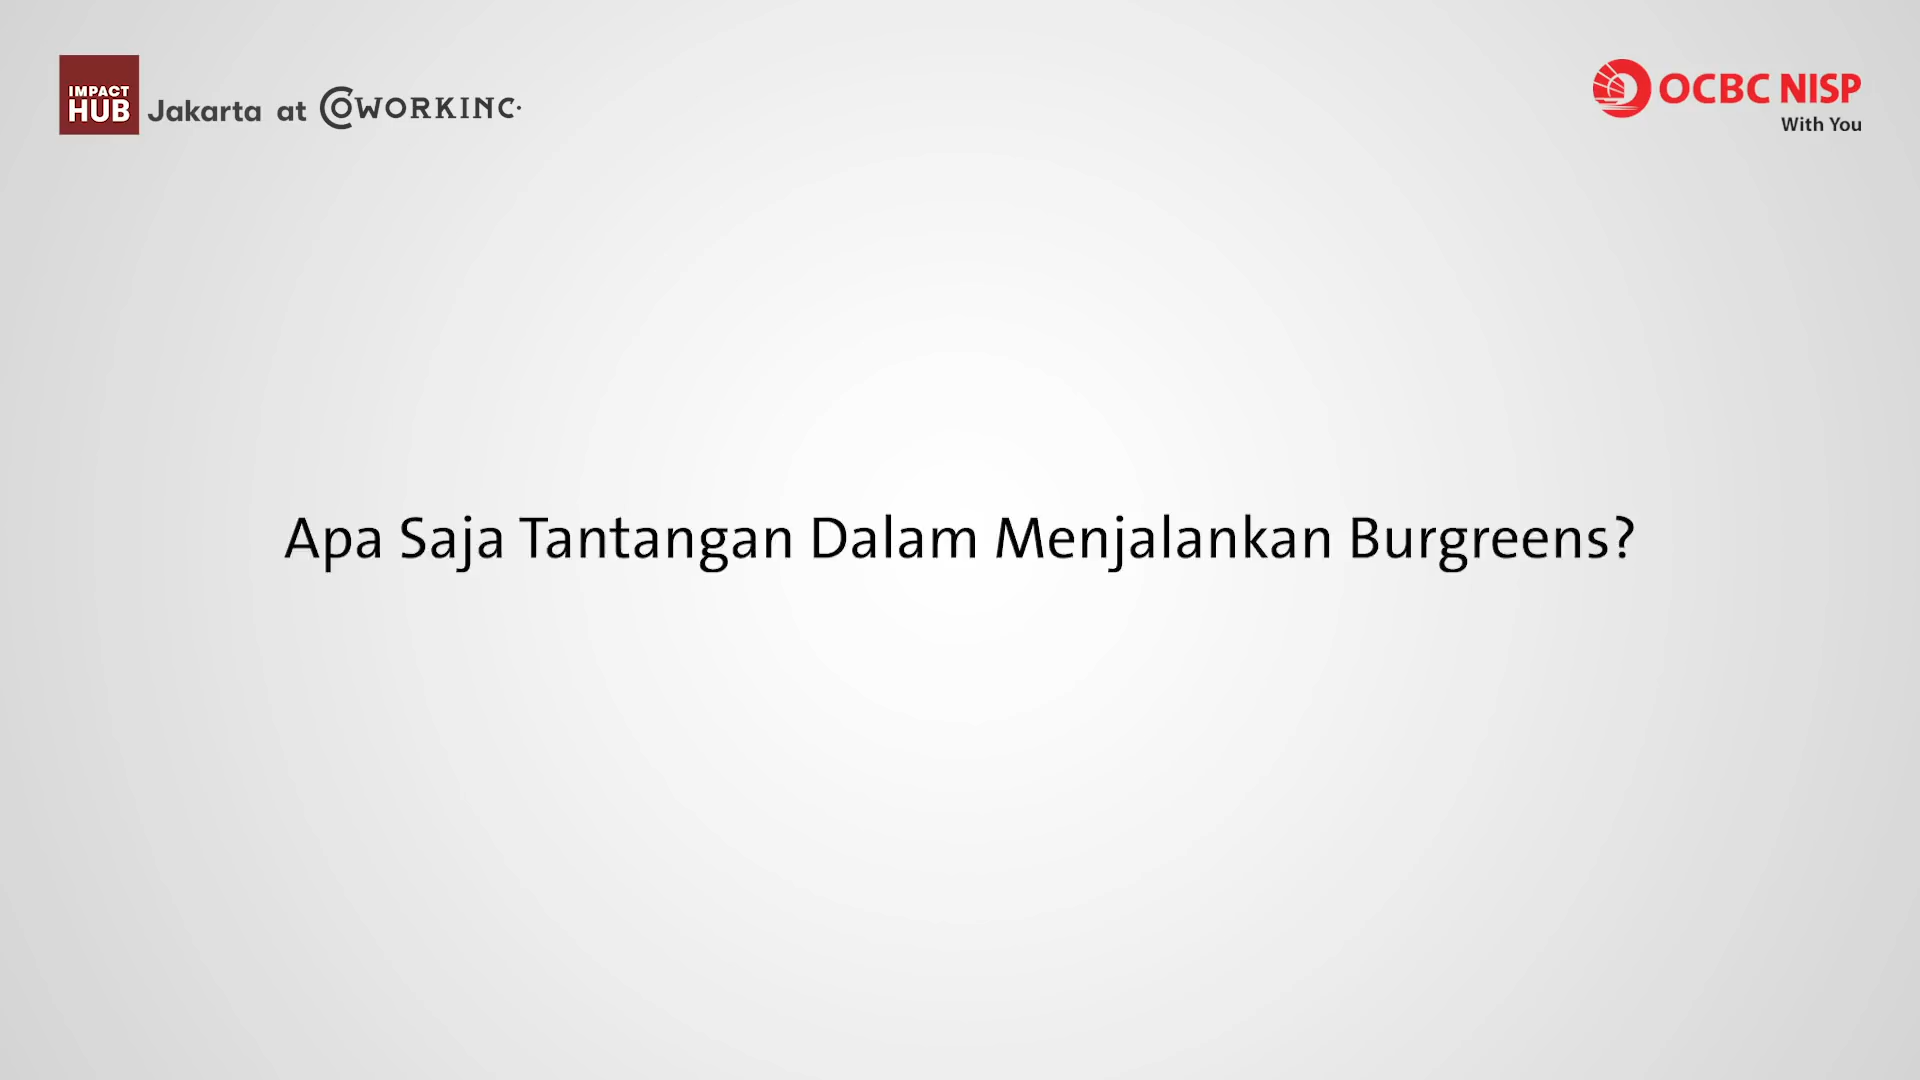 IMPACT
HUB
Jakarta at COWORKINC.
OCBC NISP
With You
Apa Saja Tantangan Dalam Menjalankan Burgreens?